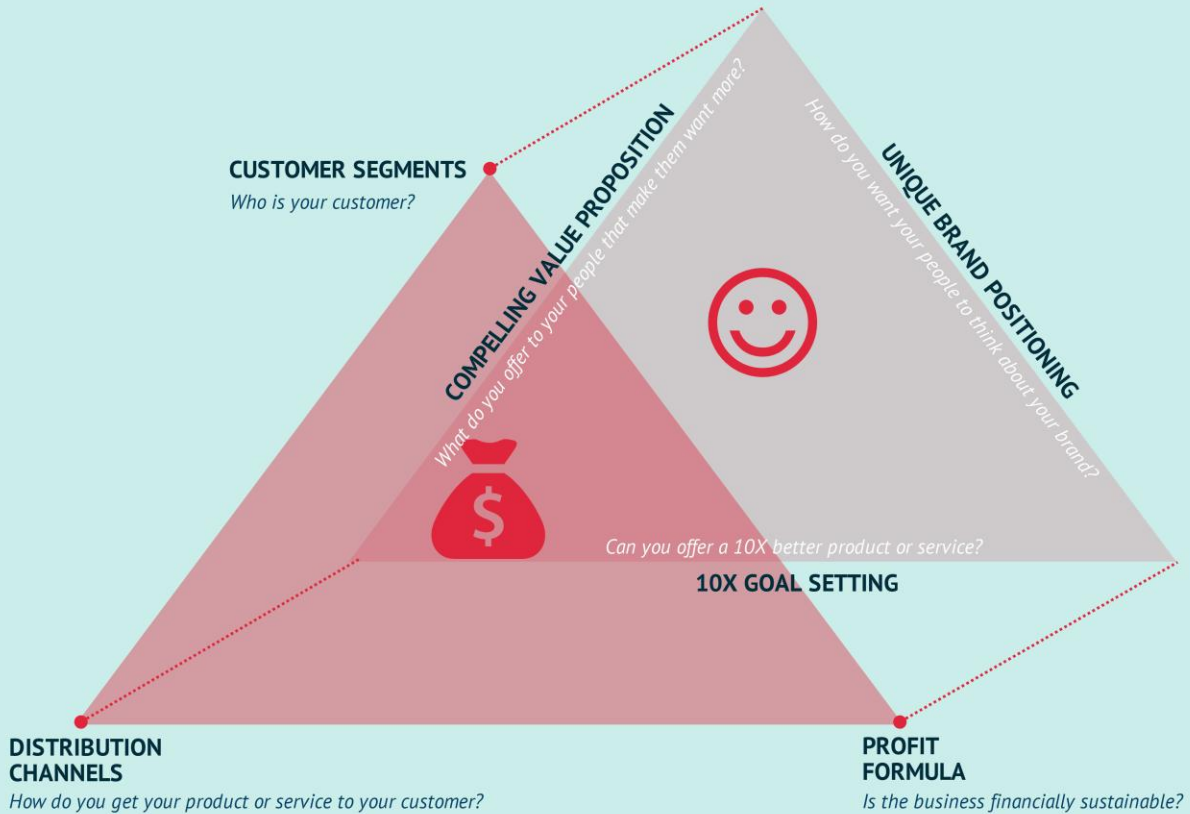 CUSTOMER SEGMENTS
Who is your customer?
COMPELLING VALUE PROPOSITION
What do you offer to your people that make them want more?
UNIQUE BRAND POSITIONING
How do you want your people to think about your brand?
$
Can you offer a 10X better product or service?
10X GOAL SETTING
DISTRIBUTION
CHANNELS
How do you get your product or service to your customer?
PROFIT
FORMULA
Is the business financially sustainable?